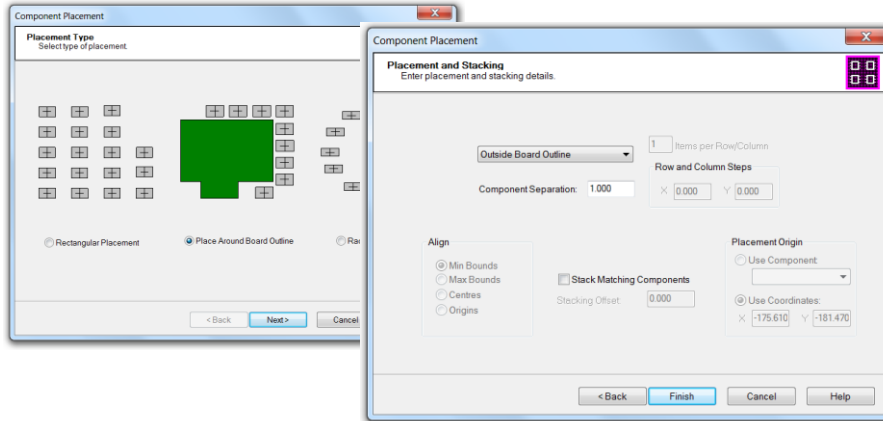 Component Placement
Placement Type
Select type of placement.
Rectangular Placement
Place Around Board Outline
< Back
Next >
Cancel
Component Placement
Placement and Stacking
Enter placement and stacking details.
Outside Board Outline
1 Items per Row/Column
Component Separation: 1.000
Row and Column Steps
X 0.000 Y 0.000
Align
Min Bounds
Max Bounds
Centres
Origins
Stack Matching Components
Stacking Offset: 0.000
Placement Origin
Use Component:
Use Coordinates:
X -175.610 Y -181.470
< Back
Finish
Cancel
Help